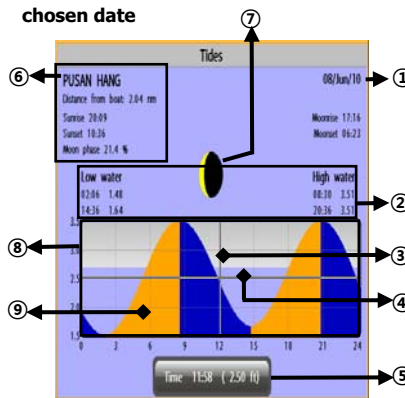 chosen date
⑦
Tides
⑥
PUSAN HANG
08/Jun/10
①
Distance from boat: 2.04 nm
Sunrise 20:09
Moonrise 17:16
Sunset 10:36
Moonset 06:23
Moon phase 21.4 %
Low water
High water
02:06 1.48
08:30 3.51
②
14:36 1.64
20:36 3.51
3.5
⑧
3.0
③
2.5
④
⑨
2.0
1.5
0 3 6 9 12 15 18 21 24
Time 11:58 ( 2.50 ft)
⑤